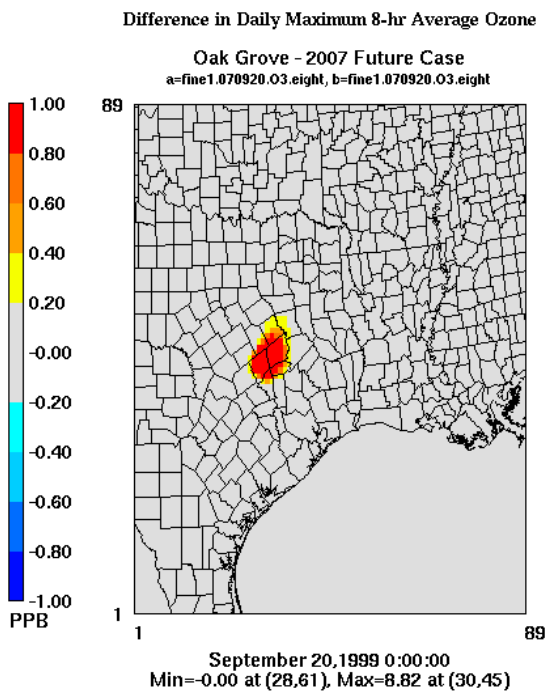 Difference in Daily Maximum 8-hr Average Ozone
Oak Grove - 2007 Future Case
a=fine1.070920.O3.eight, b=fine1.070920.O3.eight
1.00
0.80
0.60
0.40
0.20
-0.00
-0.20
-0.40
-0.60
-0.80
-1.00
PPB
89
1
1
89
September 20,1999 0:00:00
Min=-0.00 at (28,61), Max=8.82 at (30,45)